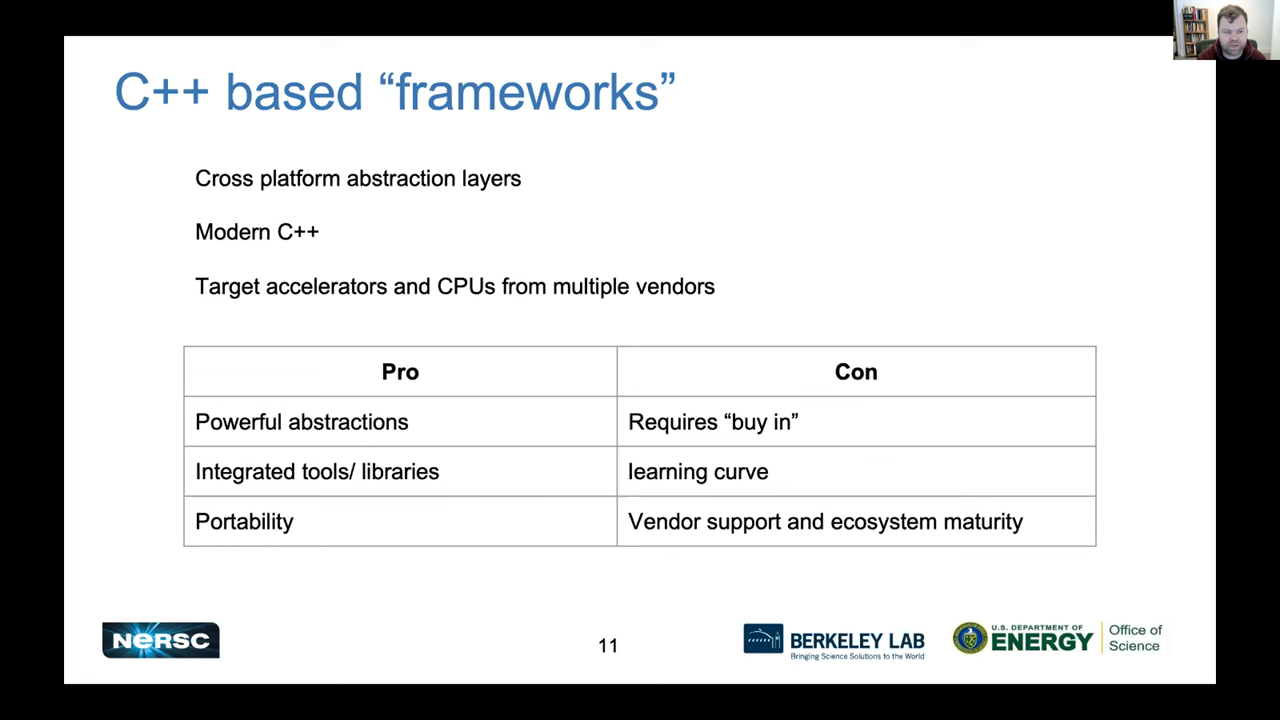 C++ based “frameworks”
Cross platform abstraction layers
Modern C++
Target accelerators and CPUs from multiple vendors
Pro
Con
Powerful abstractions
Requires “buy in”
Integrated tools/ libraries
learning curve
Portability
Vendor support and ecosystem maturity
NERSC
11
BERKELEY LAB
Bringing Science Solutions to the World
U.S. DEPARTMENT OF
ENERGY
Office of
Science